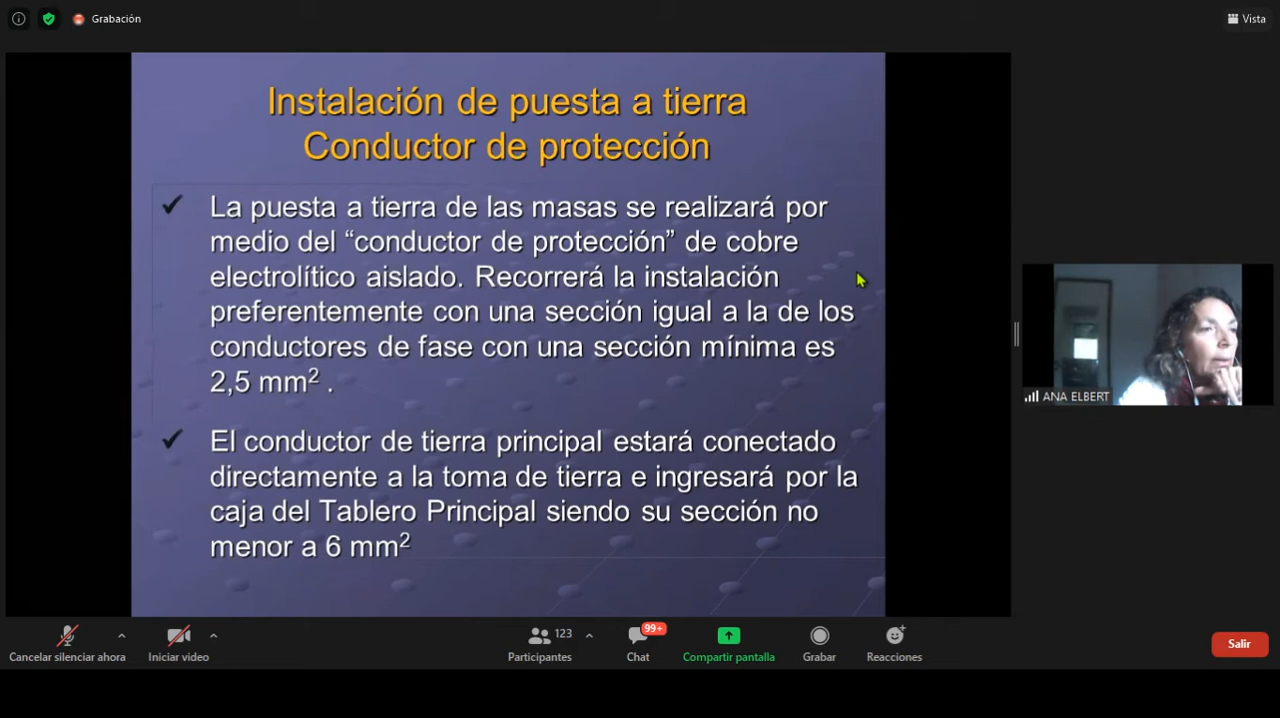 Grabación
Vista
Instalación de puesta a tierra
Conductor de protección
La puesta a tierra de las masas se realizará por
medio del “conductor de protección” de cobre
electrolítico aislado. Recorrerá la instalación
preferentemente con una sección igual a la de los
conductores de fase con una sección mínima es
2,5 mm² .
El conductor de tierra principal estará conectado
directamente a la toma de tierra e ingresará por la
caja del Tablero Principal siendo su sección no
menor a 6 mm²
ANA ELBERT
Cancelar silenciar ahora
Iniciar video
123
Participantes
99+
Chat
Compartir pantalla
Grabar
Reacciones
Salir